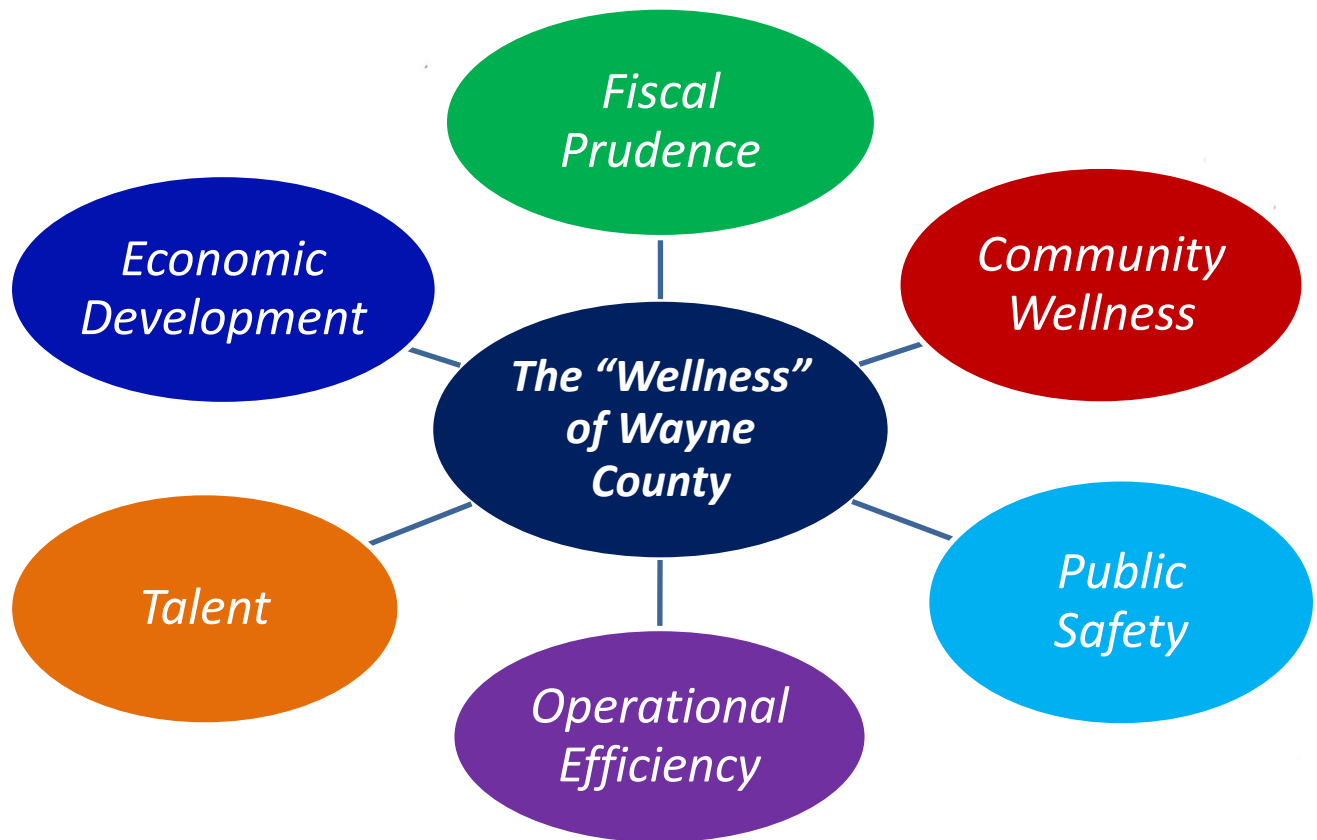 Fiscal
Prudence
Economic
Development
Community
Wellness
The “Wellness”
of Wayne
County
Talent
Public
Safety
Operational
Efficiency